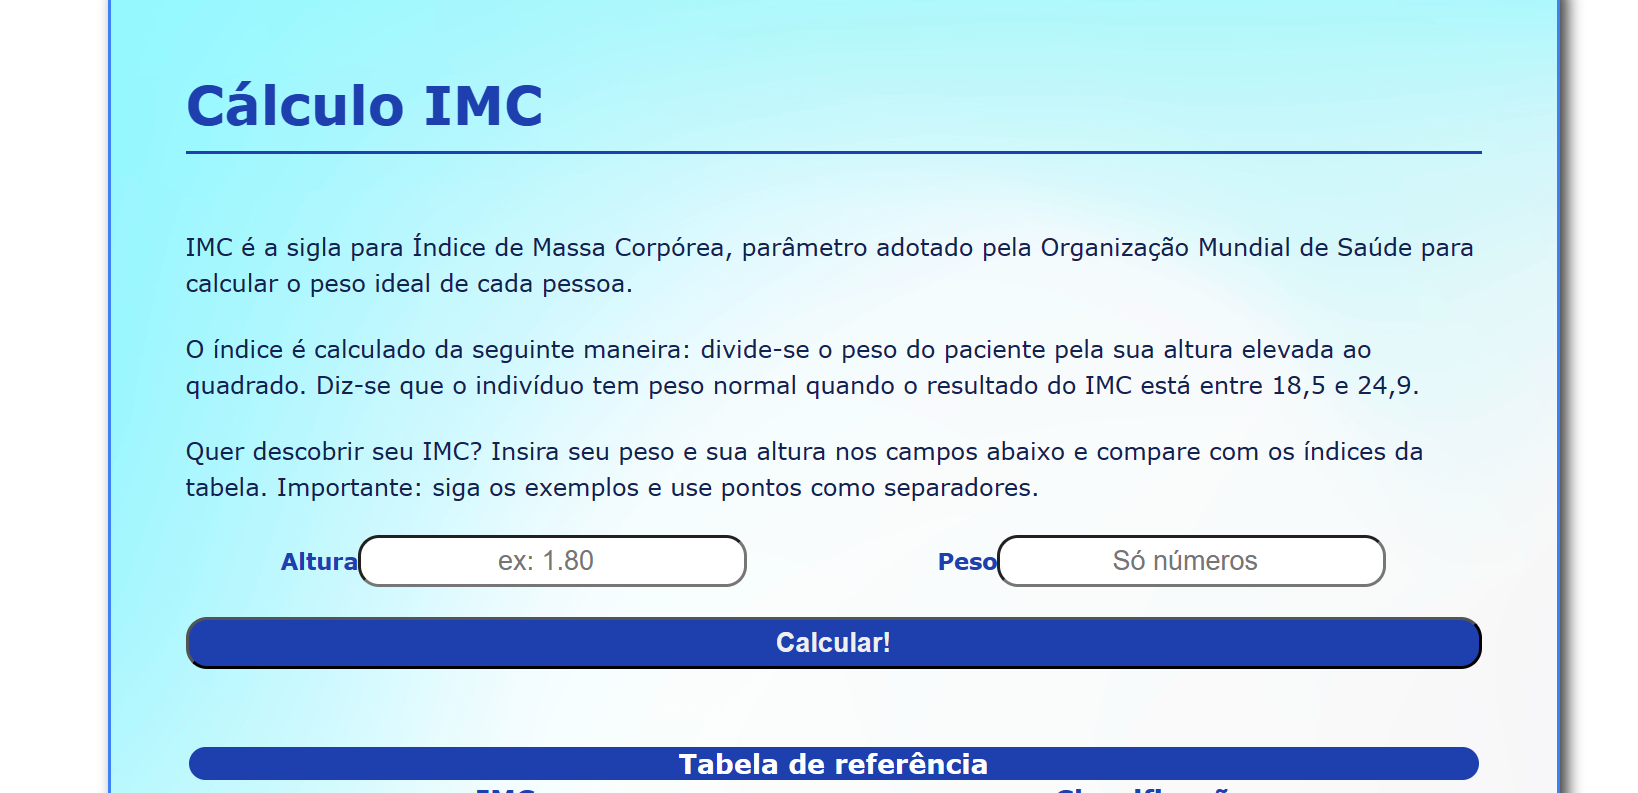 Cálculo IMC
IMC é a sigla para Índice de Massa Corpórea, parâmetro adotado pela Organização Mundial de Saúde para
calcular o peso ideal de cada pessoa.
O índice é calculado da seguinte maneira: divide-se o peso do paciente pela sua altura elevada ao
quadrado. Diz-se que o indivíduo tem peso normal quando o resultado do IMC está entre 18,5 e 24,9.
Quer descobrir seu IMC? Insira seu peso e sua altura nos campos abaixo e compare com os índices da
tabela. Importante: siga os exemplos e use pontos como separadores.
Altura ex: 1.80 Peso Só números
Calcular!
Tabela de referência